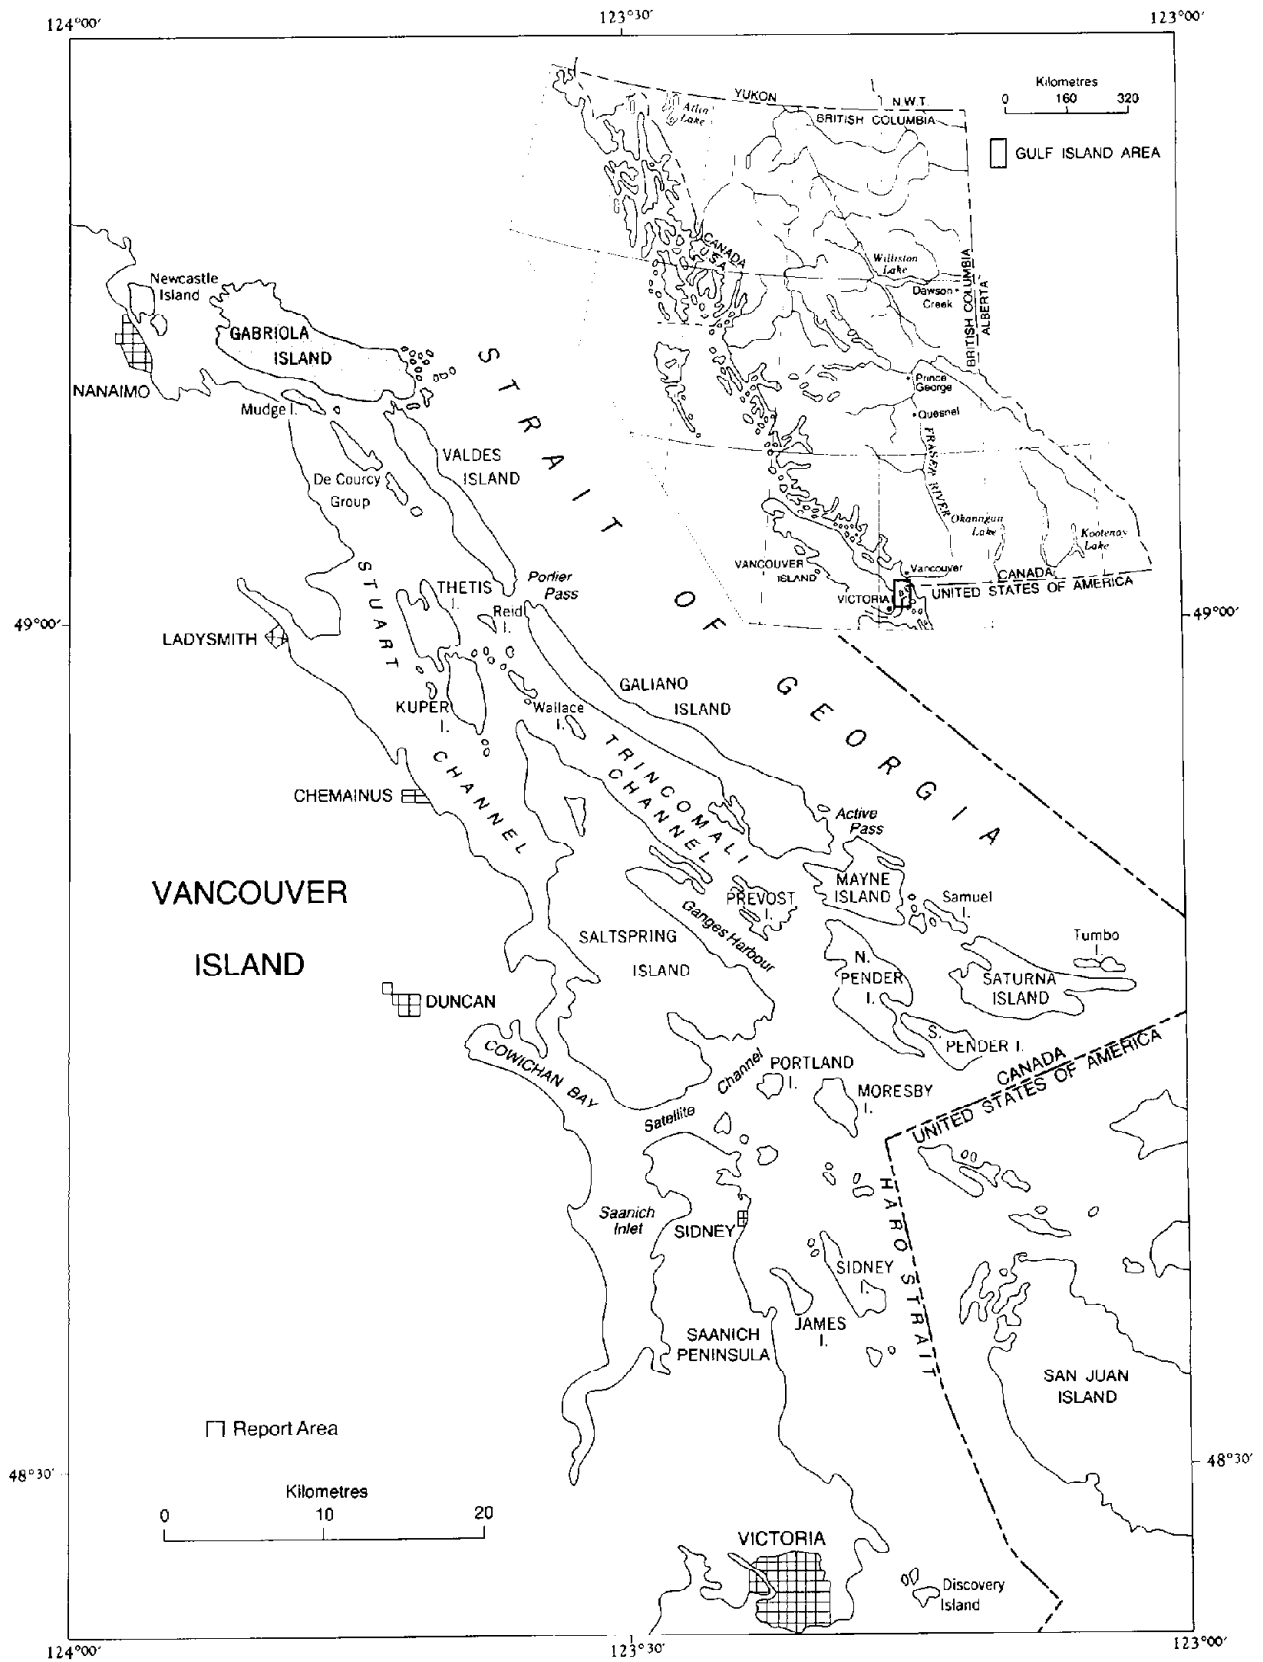 124°00′
123°30′
123°00′
Kilometres
0 160 320
GULF ISLAND AREA
YUKON
N.W.T.
BRITISH COLUMBIA
Atlin
Lake
CANADA
USA
Williston
Lake
Dawson
Creek
BRITISH COLUMBIA
ALBERTA
Prince
George
Quesnel
FRASER RIVER
Okanagan
Lake
Kootenay
Lake
VANCOUVER
ISLAND
Vancouver
VICTORIA
CANADA
UNITED STATES OF AMERICA
Newcastle
Island
GABRIOLA
ISLAND
NANAIMO
Mudge I.
STRAIT OF GEORGIA
VALDES
ISLAND
De Courcy
Group
STUART CHANNEL
THETIS
I.
Porlier
Pass
Reid
I.
49°00′
49°00′
LADYSMITH
GALIANO
ISLAND
KUPER
I.
Wallace
I.
TRINCOMALI
CHANNEL
CHEMAINUS
Active
Pass
VANCOUVER
ISLAND
MAYNE
ISLAND
PREVOST
I.
Samuel
I.
Ganges Harbour
SALTSPRING
ISLAND
Tumbo
I.
N.
PENDER
I.
SATURNA
ISLAND
DUNCAN
S.
PENDER I.
COWICHAN BAY
Satellite Channel
PORTLAND
I.
MORESBY
I.
CANADA
UNITED STATES OF AMERICA
HARO STRAIT
Saanich
Inlet
SIDNEY
SIDNEY
I.
JAMES
I.
SAANICH
PENINSULA
SAN JUAN
ISLAND
Report Area
48°30′
48°30′
Kilometres
0 10 20
VICTORIA
Discovery
Island
124°00′
123°30′
123°00′